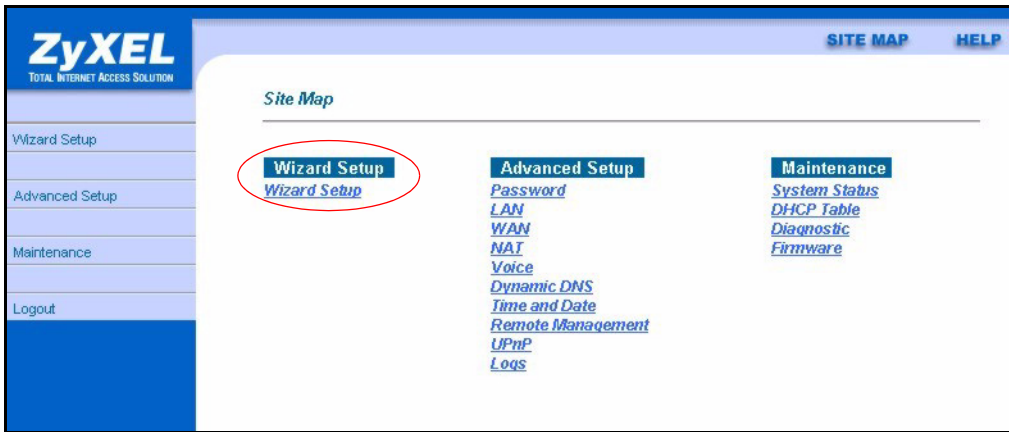 ZyXEL
TOTAL INTERNET ACCESS SOLUTION
SITE MAP HELP
Wizard Setup
Advanced Setup
Maintenance
Logout
Site Map
Wizard Setup
Wizard Setup
Advanced Setup
Password
LAN
WAN
NAT
Voice
Dynamic DNS
Time and Date
Remote Management
UPnP
Logs
Maintenance
System Status
DHCP Table
Diagnostic
Firmware